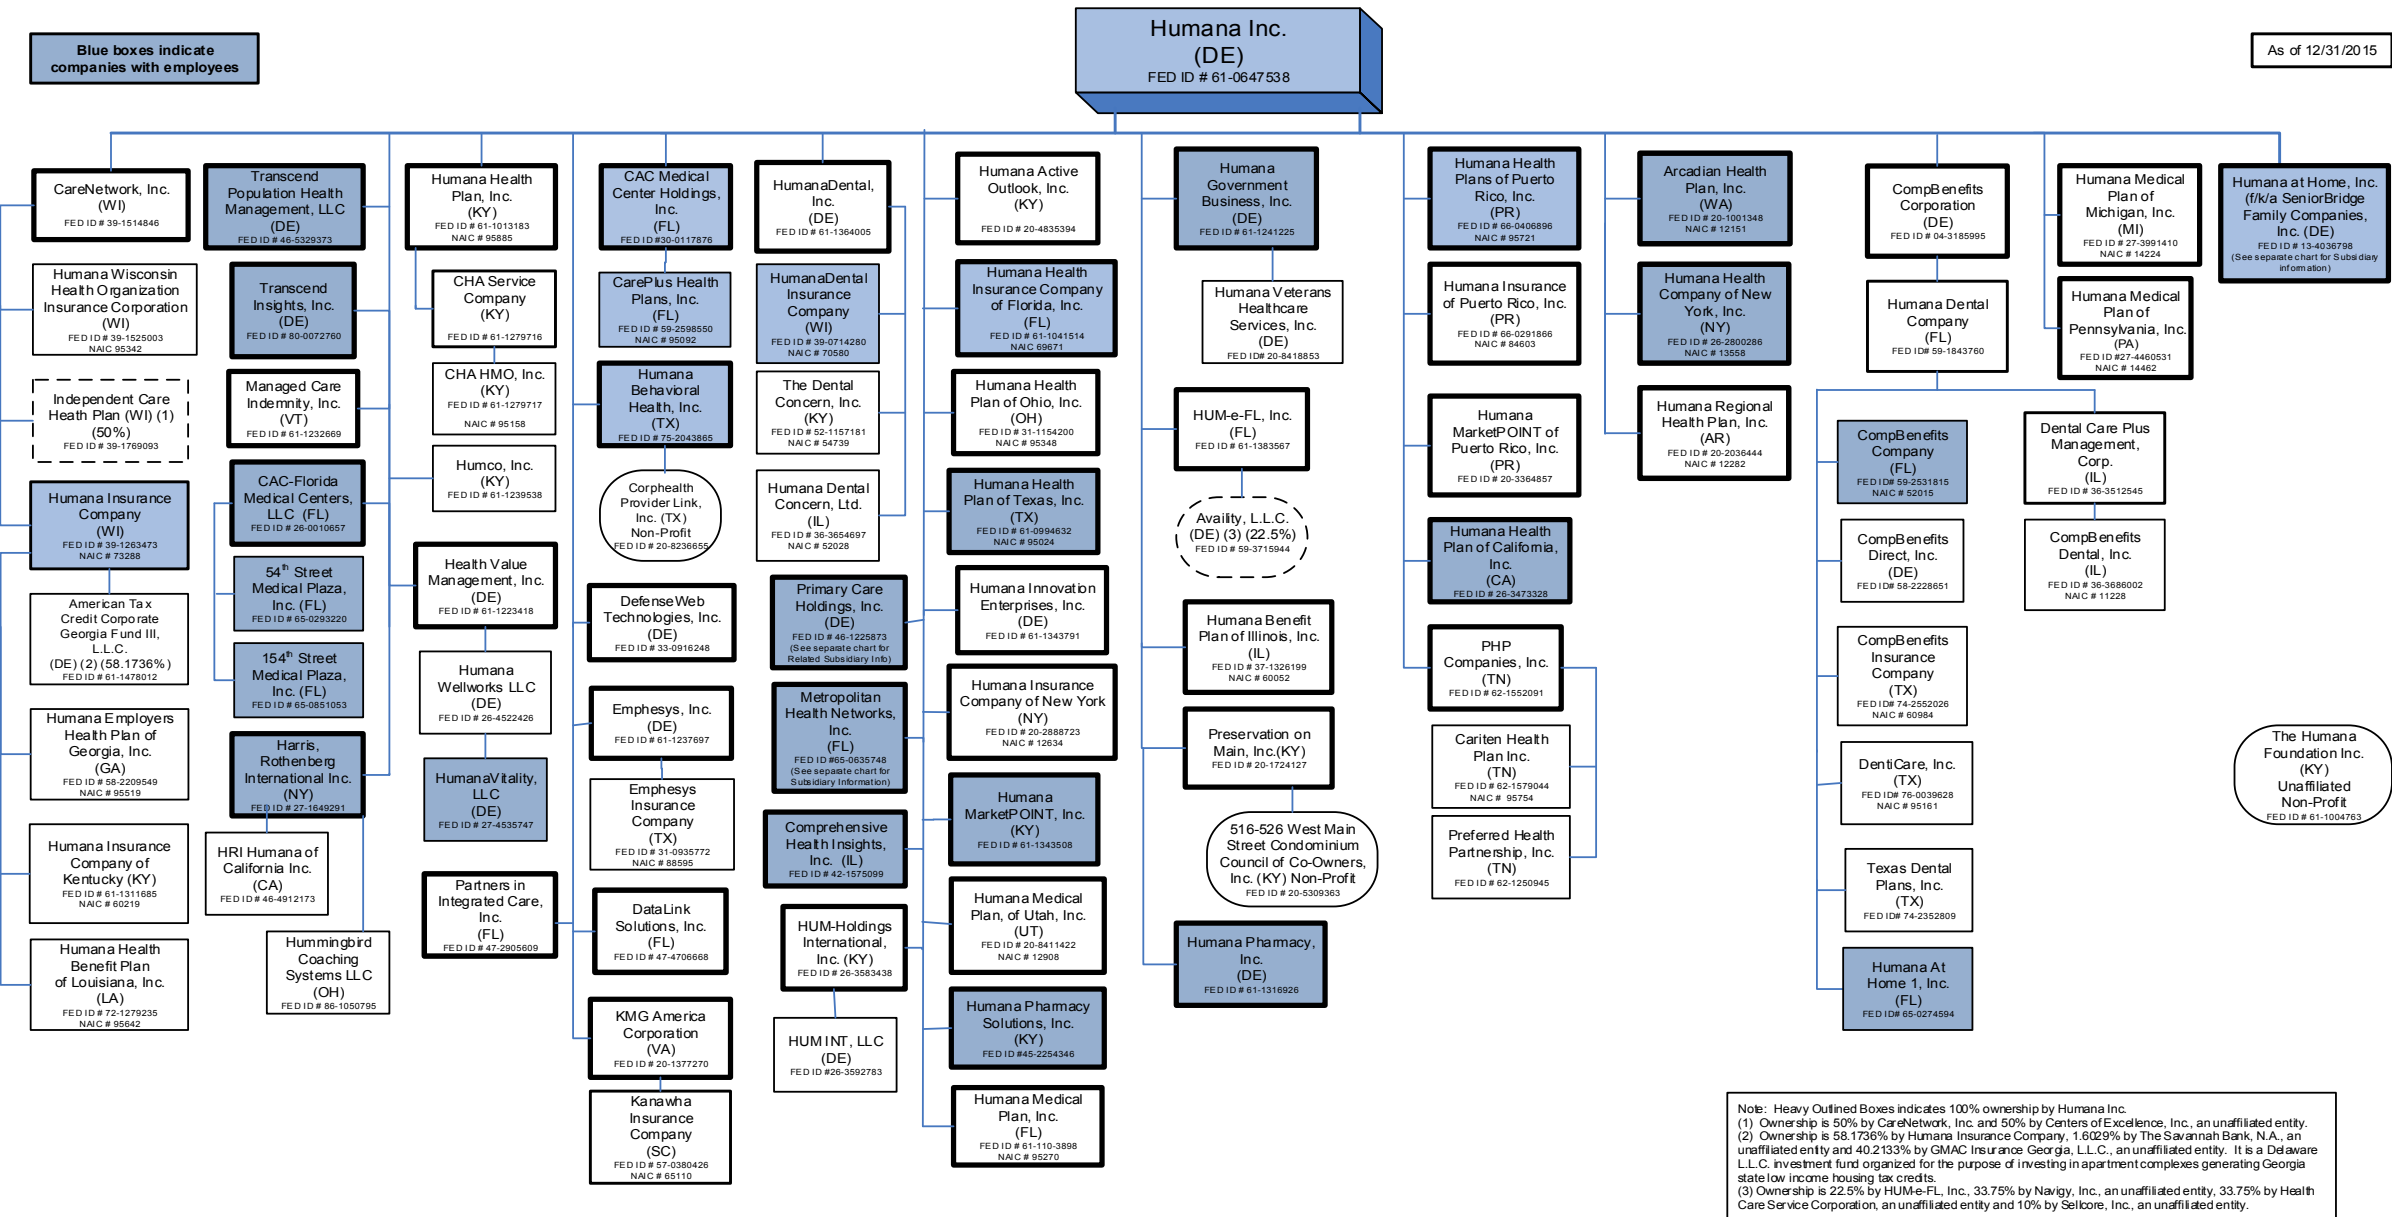 Humana Inc.
(DE)
FED ID # 61-0647538
Blue boxes indicate
companies with employees
As of 12/31/2015
CareNetwork, Inc.
(WI)
FED ID # 39-1514846
Humana Wisconsin
Health Organization
Insurance Corporation
(WI)
FED ID # 39-1525003
NAIC 95342
Independent Care
Heath Plan (WI) (1)
(50%)
FED ID # 39-1769093
Humana Insurance
Company
(WI)
FED ID # 39-1263473
NAIC # 73288
American Tax
Credit Corporate
Georgia Fund III,
L.L.C.
(DE) (2) (58.1736%)
FED ID # 61-1478012
Humana Employers
Health Plan of
Georgia, Inc.
(GA)
FED ID # 58-2209549
NAIC # 95519
Humana Insurance
Company of
Kentucky (KY)
FED ID # 61-1311685
NAIC # 60219
Humana Health
Benefit Plan
of Louisiana, Inc.
(LA)
FED ID # 72-1279235
NAIC # 95642
Transcend
Population Health
Management, LLC
(DE)
FED ID # 46-5329373
Transcend
Insights, Inc.
(DE)
FED ID # 80-0072760
Managed Care
Indemnity, Inc.
(VT)
FED ID # 61-1232669
CAC-Florida
Medical Centers,
LLC (FL)
FED ID # 26-0010657
54th Street
Medical Plaza,
Inc. (FL)
FED ID # 65-0293220
154th Street
Medical Plaza,
Inc. (FL)
FED ID # 65-0851053
Harris,
Rothenberg
International Inc.
(NY)
FED ID # 27-1649291
HRI Humana of
California Inc.
(CA)
FED ID # 46-4912173
Hummingbird
Coaching
Systems LLC
(OH)
FED ID # 86-1050795
Humana Health
Plan, Inc.
(KY)
FED ID # 61-1013183
NAIC # 95885
CHA Service
Company
(KY)
FED ID # 61-1279716
CHA HMO, Inc.
(KY)
FED ID # 61-1279717
NAIC # 95158
Humco, Inc.
(KY)
FED ID # 61-1239538
Health Value
Management, Inc.
(DE)
FED ID # 61-1223418
Humana
Wellworks LLC
(DE)
FED ID # 26-4522426
HumanaVitality,
LLC
(DE)
FED ID # 27-4535747
Partners in
Integrated Care,
Inc.
(FL)
FED ID # 47-2905609
CAC Medical
Center Holdings,
Inc.
(FL)
FED ID #30-0117876
CarePlus Health
Plans, Inc.
(FL)
FED ID # 59-2598550
NAIC # 95092
Humana
Behavioral
Health, Inc.
(TX)
FED ID # 75-2043865
Corphealth
Provider Link,
Inc. (TX)
Non-Profit
FED ID # 20-8236655
DefenseWeb
Technologies, Inc.
(DE)
FED ID # 33-0916248
Emphesys, Inc.
(DE)
FED ID # 61-1237697
Emphesys
Insurance
Company
(TX)
FED ID # 31-0935772
NAIC # 88595
DataLink
Solutions, Inc.
(FL)
FED ID # 47-4706668
KMG America
Corporation
(VA)
FED ID # 20-1377270
Kanawha
Insurance
Company
(SC)
FED ID # 57-0380426
NAIC # 65110
HumanaDental,
Inc.
(DE)
FED ID # 61-1364005
HumanaDental
Insurance
Company
(WI)
FED ID # 39-0714280
NAIC # 70580
The Dental
Concern, Inc.
(KY)
FED ID # 52-1157181
NAIC # 54739
Humana Dental
Concern, Ltd.
(IL)
FED ID # 36-3654697
NAIC # 52028
Primary Care
Holdings, Inc.
(DE)
FED ID # 46-1225873
(See separate chart for
Related Subsidiary Info)
Metropolitan
Health Networks,
Inc.
(FL)
FED ID #65-0635748
(See separate chart for
Subsidiary Information)
Comprehensive
Health Insights,
Inc. (IL)
FED ID # 42-1575099
HUM-Holdings
International,
Inc. (KY)
FED ID # 26-3583438
HUM INT, LLC
(DE)
FED ID #26-3592783
Humana Active
Outlook, Inc.
(KY)
FED ID # 20-4835394
Humana Health
Insurance Company
of Florida, Inc.
(FL)
FED ID # 61-1041514
NAIC 69671
Humana Health
Plan of Ohio, Inc.
(OH)
FED ID # 31-1154200
NAIC # 95348
Humana Health
Plan of Texas, Inc.
(TX)
FED ID # 61-0994632
NAIC # 95024
Humana Innovation
Enterprises, Inc.
(DE)
FED ID # 61-1343791
Humana Insurance
Company of New York
(NY)
FED ID # 20-2888723
NAIC # 12634
Humana
MarketPOINT, Inc.
(KY)
FED ID # 61-1343508
Humana Medical
Plan, of Utah, Inc.
(UT)
FED ID # 20-8411422
NAIC # 12908
Humana Pharmacy
Solutions, Inc.
(KY)
FED ID #45-2254346
Humana Medical
Plan, Inc.
(FL)
FED ID # 61-110-3898
NAIC # 95270
Humana
Government
Business, Inc.
(DE)
FED ID # 61-1241225
Humana Veterans
Healthcare
Services, Inc.
(DE)
FED ID# 20-8418853
HUM-e-FL, Inc.
(FL)
FED ID # 61-1383567
Availity, L.L.C.
(DE) (3) (22.5%)
FED ID # 59-3715944
Humana Benefit
Plan of Illinois, Inc.
(IL)
FED ID # 37-1326199
NAIC # 60052
Preservation on
Main, Inc.(KY)
FED ID # 20-1724127
516-526 West Main
Street Condominium
Council of Co-Owners,
Inc. (KY) Non-Profit
FED ID # 20-5309363
Humana Pharmacy,
Inc.
(DE)
FED ID # 61-1316926
Humana Health
Plans of Puerto
Rico, Inc.
(PR)
FED ID # 66-0406896
NAIC # 95721
Humana Insurance
of Puerto Rico, Inc.
(PR)
FED ID # 66-0291866
NAIC # 84603
Humana
MarketPOINT of
Puerto Rico, Inc.
(PR)
FED ID # 20-3364857
Humana Health
Plan of California,
Inc.
(CA)
FED ID # 26-3473328
PHP
Companies, Inc.
(TN)
FED ID # 62-1552091
Cariten Health
Plan Inc.
(TN)
FED ID # 62-1579044
NAIC # 95754
Preferred Health
Partnership, Inc.
(TN)
FED ID # 62-1250945
Arcadian Health
Plan, Inc.
(WA)
FED ID # 20-1001348
NAIC # 12151
Humana Health
Company of New
York, Inc.
(NY)
FED ID # 26-2800286
NAIC # 13558
Humana Regional
Health Plan, Inc.
(AR)
FED ID # 20-2036444
NAIC # 12282
CompBenefits
Corporation
(DE)
FED ID # 04-3185995
Humana Dental
Company
(FL)
FED ID# 59-1843760
CompBenefits
Company
(FL)
FED ID# 59-2531815
NAIC # 52015
CompBenefits
Direct, Inc.
(DE)
FED ID# 58-2228651
CompBenefits
Insurance
Company
(TX)
FED ID# 74-2552026
NAIC # 60984
DentiCare, Inc.
(TX)
FED ID# 76-0039628
NAIC # 95161
Texas Dental
Plans, Inc.
(TX)
FED ID# 74-2352809
Humana At
Home 1, Inc.
(FL)
FED ID# 65-0274594
Dental Care Plus
Management,
Corp.
(IL)
FED ID # 36-3512545
CompBenefits
Dental, Inc.
(IL)
FED ID # 36-3686002
NAIC # 11228
Humana Medical
Plan of
Michigan, Inc.
(MI)
FED ID # 27-3991410
NAIC # 14224
Humana Medical
Plan of
Pennsylvania, Inc.
(PA)
FED ID #27-4460531
NAIC # 14462
Humana at Home, Inc.
(f/k/a SeniorBridge
Family Companies,
Inc. (DE)
FED ID # 13-4036798
(See separate chart for Subsidiary
information)
The Humana
Foundation Inc.
(KY)
Unaffiliated
Non-Profit
FED ID # 61-1004763
Note: Heavy Outlined Boxes indicates 100% ownership by Humana Inc.
(1) Ownership is 50% by CareNetwork, Inc. and 50% by Centers of Excellence, Inc., an unaffiliated entity.
(2) Ownership is 58.1736% by Humana Insurance Company, 1.6029% by The Savannah Bank, N.A., an
unaffiliated entity and 40.2133% by GMAC Insurance Georgia, L.L.C., an unaffiliated entity. It is a Delaware
L.L.C. investment fund organized for the purpose of investing in apartment complexes generating Georgia
state low income housing tax credits.
(3) Ownership is 22.5% by HUM-e-FL, Inc., 33.75% by Navigy, Inc., an unaffiliated entity, 33.75% by Health
Care Service Corporation, an unaffiliated entity and 10% by Sellcore, Inc., an unaffiliated entity.